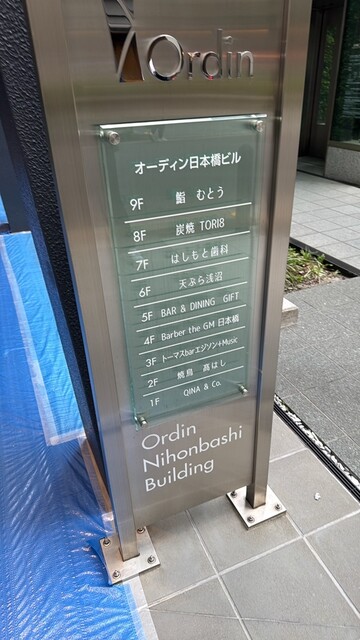 Ordin
オーディン日本橋ビル
9F 鮨 むとう
8F 炭焼 TORI8
7F はしもと歯科
6F 天ぷら浅沼
5F BAR & DINING GIFT
4F Barber the GM 日本橋
3F トーマスbarエジソン+Music
2F 焼鳥 髙はし
1F QINA & Co.
Ordin
Nihonbashi
Building